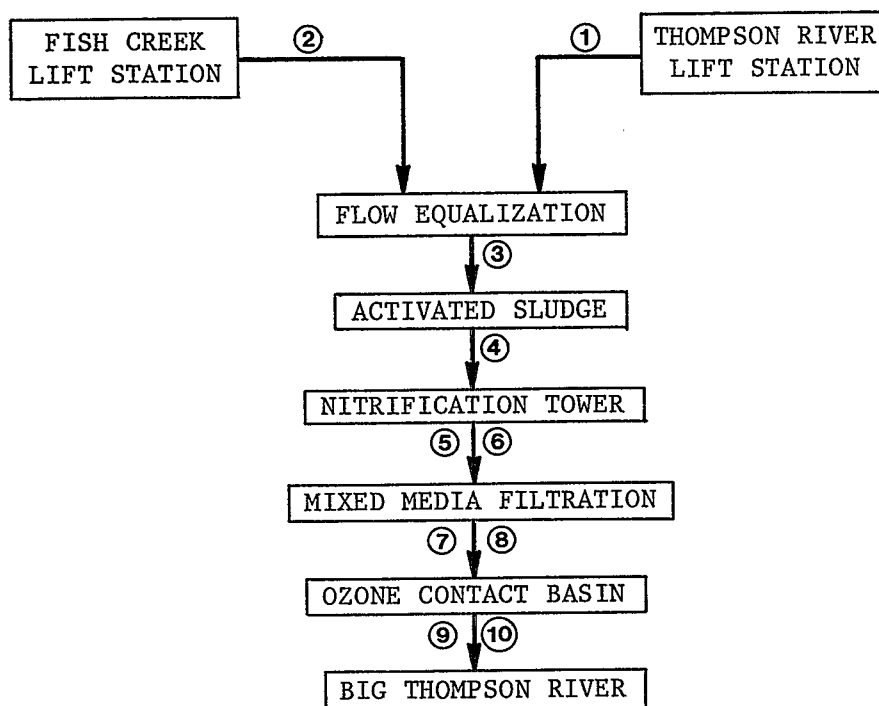 FISH CREEK
LIFT STATION
②
①
THOMPSON RIVER
LIFT STATION
FLOW EQUALIZATION
③
ACTIVATED SLUDGE
④
NITRIFICATION TOWER
⑤ ⑥
MIXED MEDIA FILTRATION
⑦ ⑧
OZONE CONTACT BASIN
⑨ ⑩
BIG THOMPSON RIVER